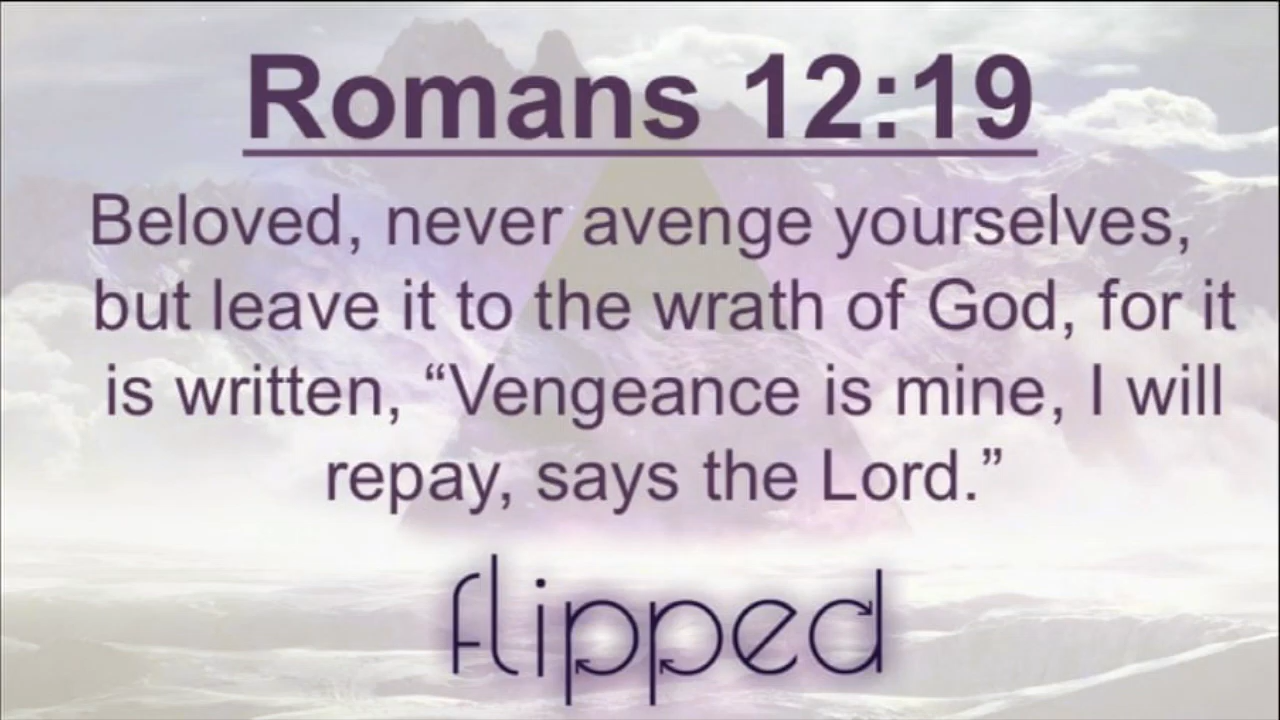 Romans 12:19
Beloved, never avenge yourselves,
but leave it to the wrath of God, for it
is written, “Vengeance is mine, I will
repay, says the Lord.”
flipped